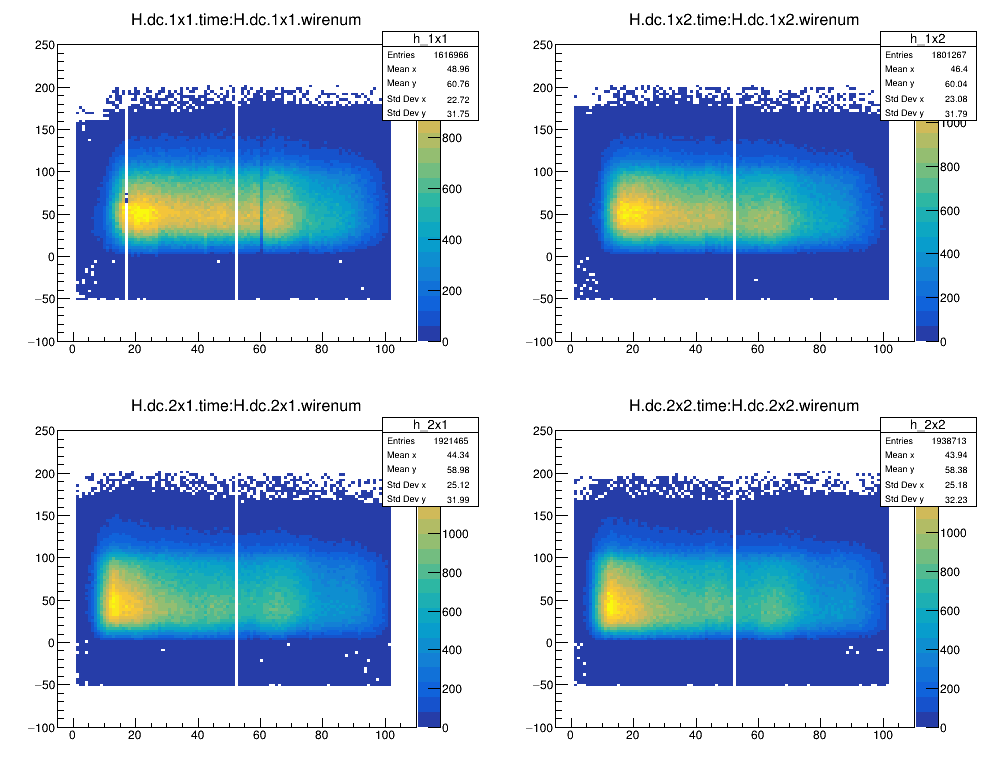 H.dc.1x1.time:H.dc.1x1.wirenum
h_1x1
Entries 1616966
Mean x 48.96
Mean y 60.76
Std Dev x 22.72
Std Dev y 31.75
250
200
150
100
50
0
−50
−100
0 20 40 60 80 100
800
600
400
200
0
H.dc.1x2.time:H.dc.1x2.wirenum
h_1x2
Entries 1801267
Mean x 46.4
Mean y 60.04
Std Dev x 23.08
Std Dev y 31.79
250
200
150
100
50
0
−50
−100
0 20 40 60 80 100
1000
800
600
400
200
0
H.dc.2x1.time:H.dc.2x1.wirenum
h_2x1
Entries 1921465
Mean x 44.34
Mean y 58.98
Std Dev x 25.12
Std Dev y 31.99
250
200
150
100
50
0
−50
−100
0 20 40 60 80 100
1000
800
600
400
200
0
H.dc.2x2.time:H.dc.2x2.wirenum
h_2x2
Entries 1938713
Mean x 43.94
Mean y 58.38
Std Dev x 25.18
Std Dev y 32.23
250
200
150
100
50
0
−50
−100
0 20 40 60 80 100
1000
800
600
400
200
0